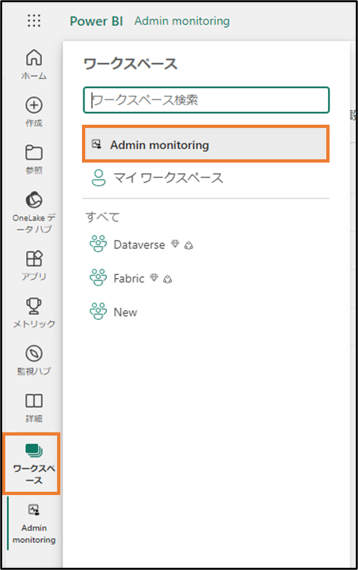 Power BI Admin monitoring
ホーム
作成
参照
OneLake デ
ータ ハブ
アプリ
メトリック
監視ハブ
詳細
ワークスペ
ース
Admin
monitoring
ワークスペース
ワークスペース検索
Admin monitoring
マイ ワークスペース
すべて
Dataverse
Fabric
New